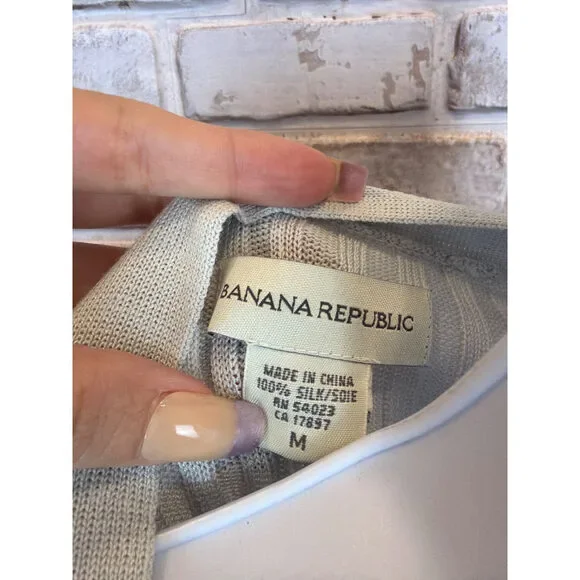 BANANA REPUBLIC
MADE IN CHINA
100% SILK/SOIE
RN 54023
CA 17897
M